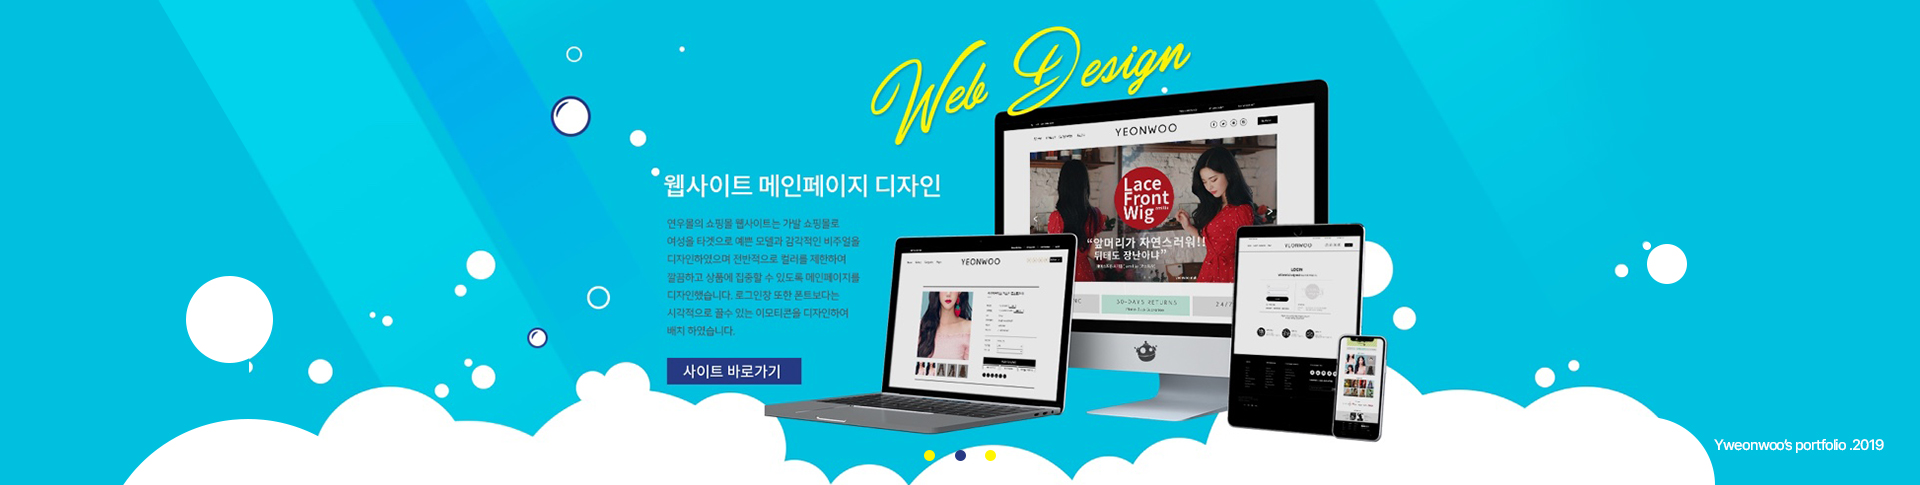 Web Design
웹사이트 메인페이지 디자인
연우몰의 쇼핑몰 웹사이트는 가발 쇼핑몰로
여성을 타겟으로 예쁜 모델과 감각적인 비주얼을
디자인하였으며 전반적으로 컬러를 제한하여
깔끔하고 상품에 집중할 수 있도록 메인페이지를
디자인했습니다. 로그인창 또한 폰트보다는
시각적으로 끌수 있는 이모티콘을 디자인하여
배치 하였습니다.
사이트 바로가기
YEONWOO
Lace
Front
Wig
“앞머리가 자연스러워!!
뒤태도 장난아냐”
50-DAYS RETURNS
24/7
YEONWOO
YEONWOO
LOGIN
Yweonwoo's portfolio .2019